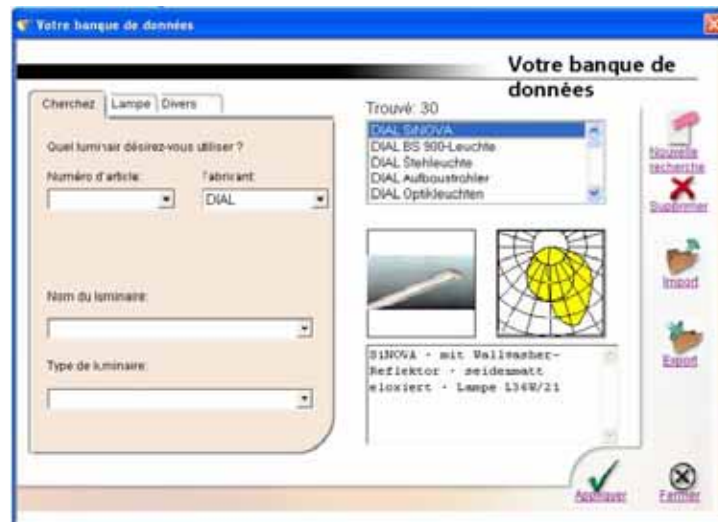 Votre banque de données
Votre banque de
données
Cherchez
Lampe
Divers
Quel luminair désirez-vous utiliser ?
Numéro d'article:
Fabricant:
DIAL
Nom du luminaire:
Type de luminaire:
Trouvé: 30
DIAL SiNOVA
DIAL BS 900-Leuchte
DIAL Stehleuchte
DIAL Aufbaustrahler
DIAL Optikleuchten
SiNOVA · mit Wallwasher-
Reflektor · seidenmatt
eloxiert · Lampe L36W/21
Nouvelle
recherche
Supprimer
Import
Export
Appliquer
Fermer